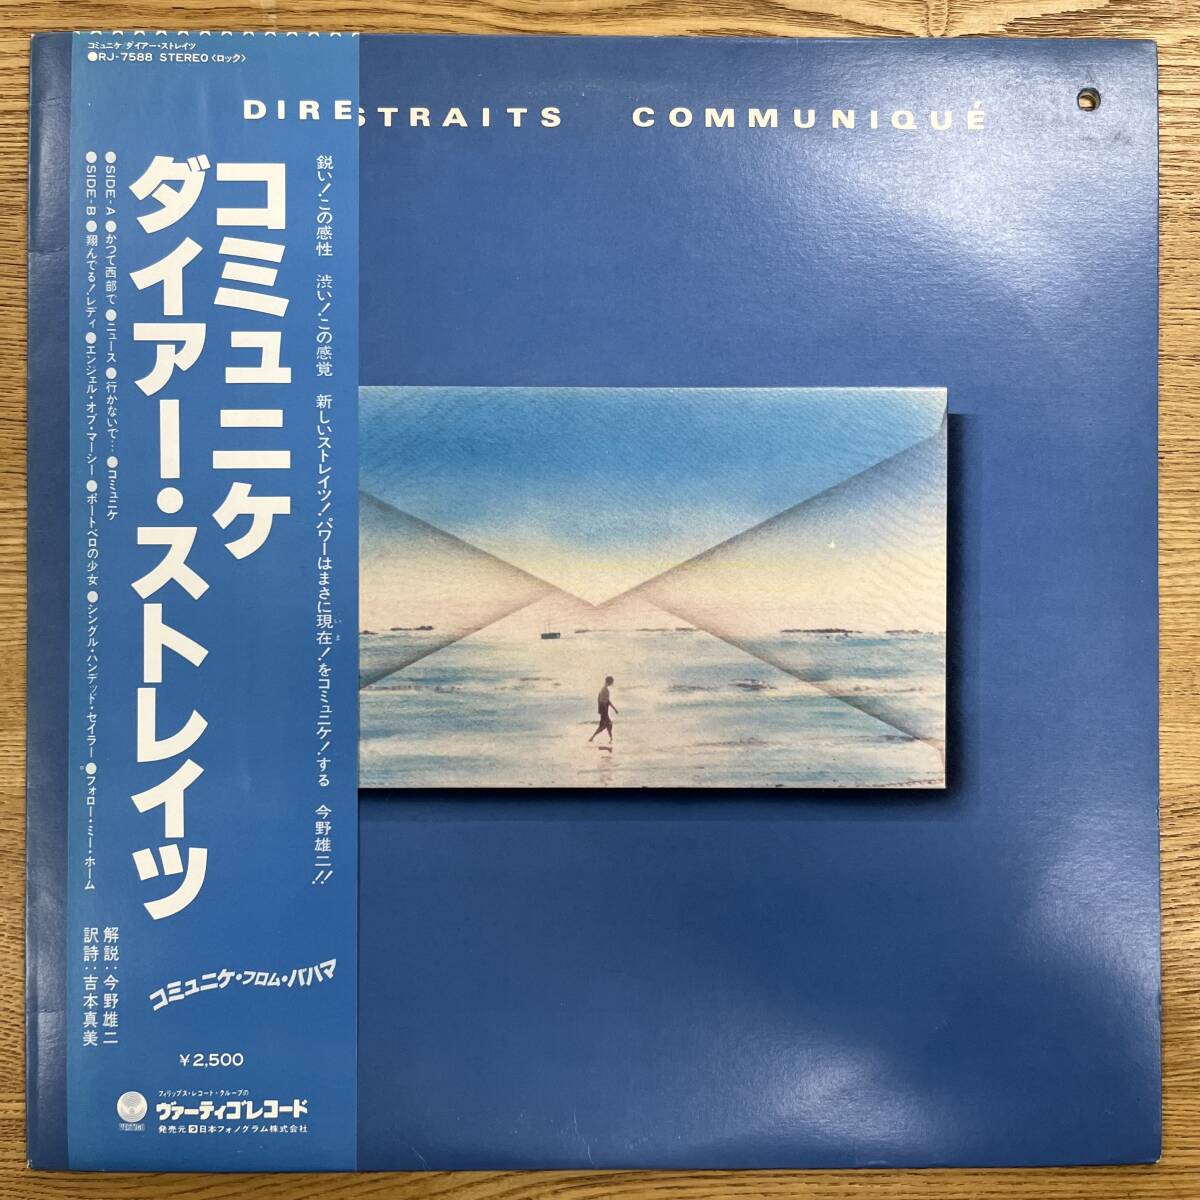 コミュニケ/ダイアー・ストレイツ
●RJ-7588 STEREO〈ロック〉
DIRE STRAITS COMMUNIQUÉ
鋭い!この感性 渋い!この感覚 新しいストレイツ!パワーはまさに現在!をコミュニケ!する 今野雄二!!
いま
コミュニケ
ダイアー・ストレイツ
●SIDE-A●かつて西部で●ニュース●行かないで…●コミュニケ
●SIDE-B●翔んでる!レディ●エンジェル・オブ・マーシー●ポートベロの少女●シングル・ハンデッド・セイラー●フォロー・ミー・ホーム。
解説:今野雄二
訳詩:吉本真美
コミュニケ・フロム・バハマ
¥2,500
フィリップス・レコード・グループの
ヴァーティゴレコード
VERTIGO
発売元 日本フォノグラム株式会社